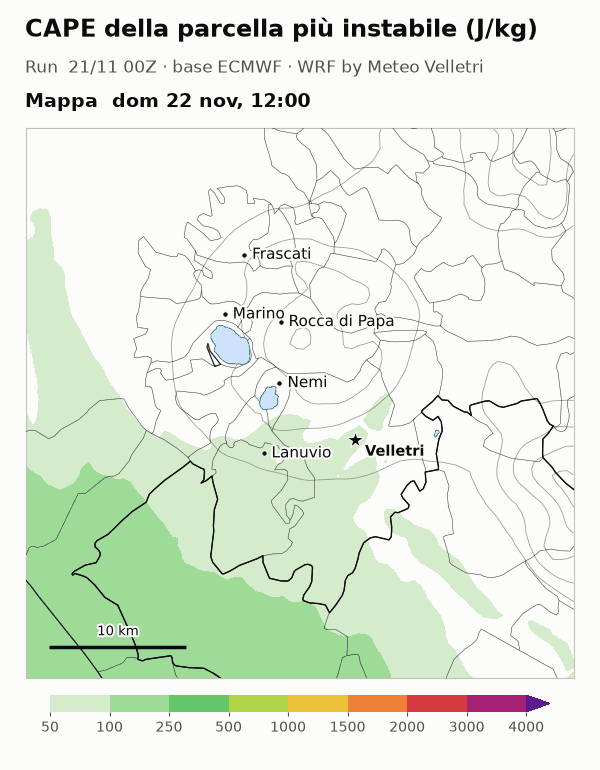 CAPE della parcella più instabile (J/kg)
Run  21/11 00Z · base ECMWF · WRF by Meteo Velletri
Mappa  dom 22 nov, 12:00
Frascati
Marino
Rocca di Papa
Nemi
Velletri
Lanuvio
10 km
50 100 250 500 1000 1500 2000 3000 4000